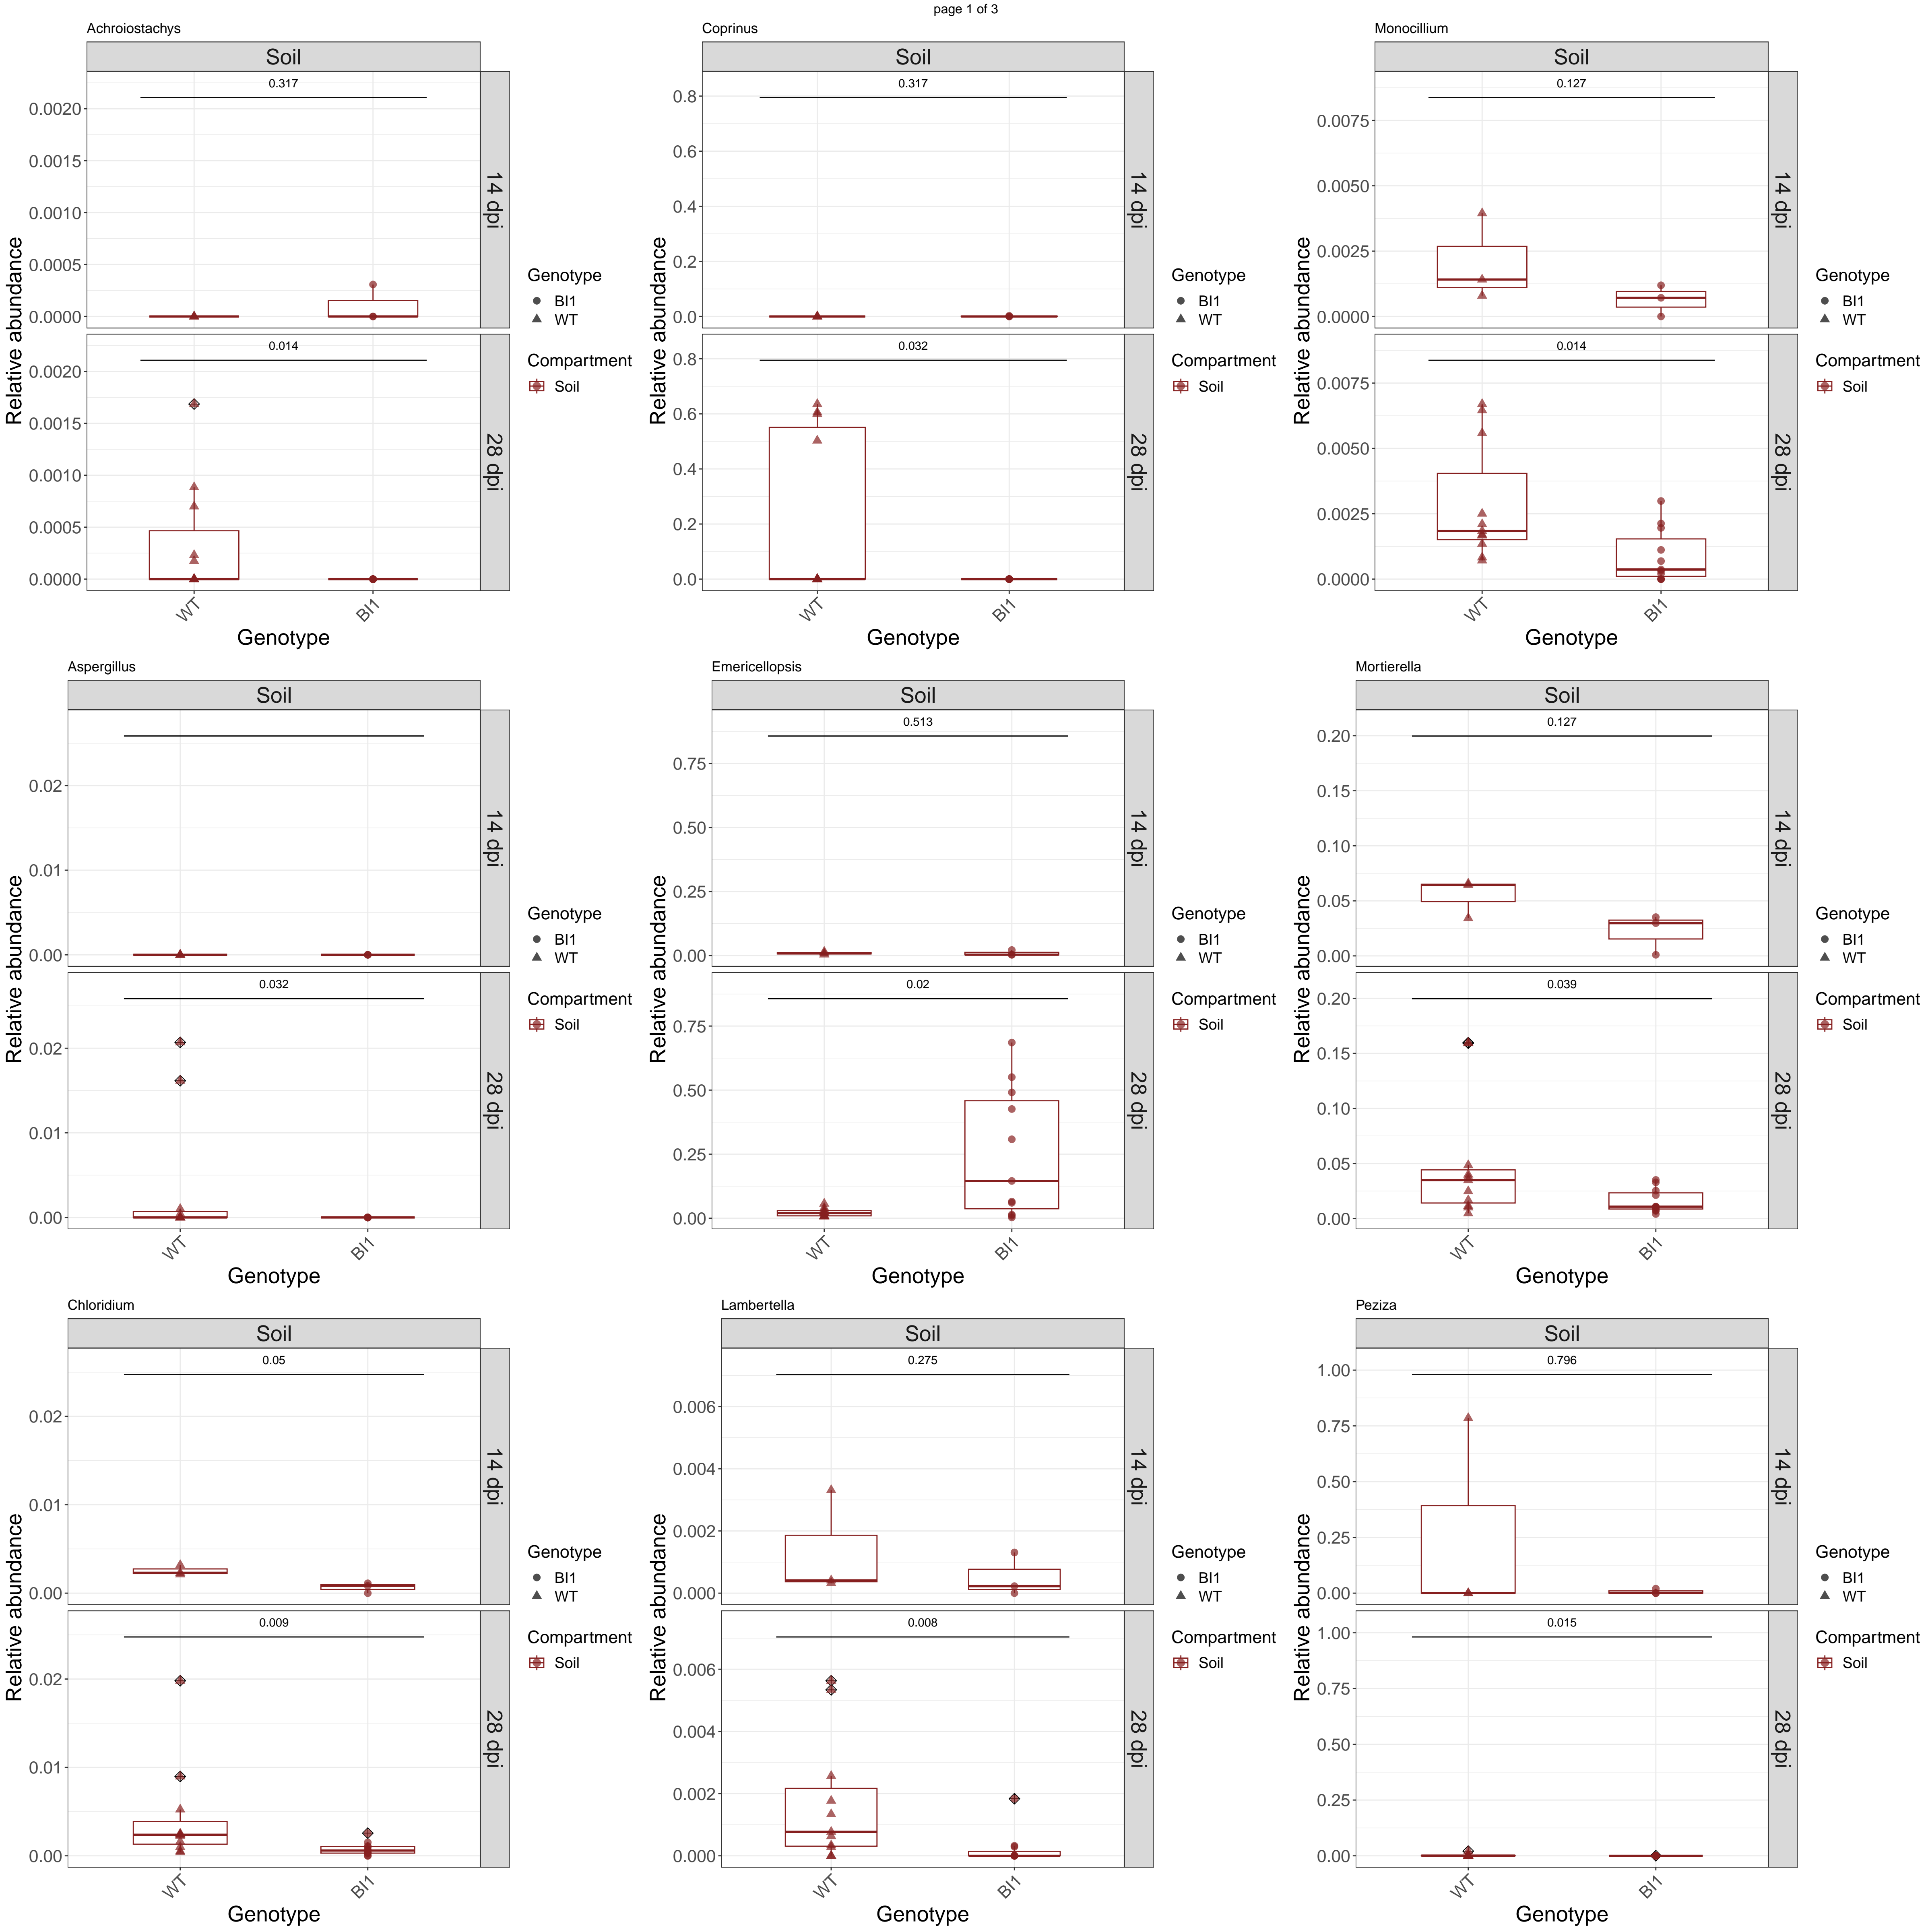 page 1 of 3
Achroiostachys
Soil
0.317
0.0020
0.0015
0.0010
0.0005
0.0000
14 dpi
0.014
0.0020
0.0015
0.0010
0.0005
0.0000
28 dpi
Relative abundance
WT
BI1
Genotype
Genotype
BI1
WT
Compartment
Soil
Coprinus
Soil
0.317
0.8
0.6
0.4
0.2
0.0
14 dpi
0.032
0.8
0.6
0.4
0.2
0.0
28 dpi
Relative abundance
WT
BI1
Genotype
Genotype
BI1
WT
Compartment
Soil
Monocillium
Soil
0.127
0.0075
0.0050
0.0025
0.0000
14 dpi
0.014
0.0075
0.0050
0.0025
0.0000
28 dpi
Relative abundance
WT
BI1
Genotype
Genotype
BI1
WT
Compartment
Soil
Aspergillus
Soil
0.02
0.01
0.00
14 dpi
0.032
0.02
0.01
0.00
28 dpi
Relative abundance
WT
BI1
Genotype
Genotype
BI1
WT
Compartment
Soil
Emericellopsis
Soil
0.513
0.75
0.50
0.25
0.00
14 dpi
0.02
0.75
0.50
0.25
0.00
28 dpi
Relative abundance
WT
BI1
Genotype
Genotype
BI1
WT
Compartment
Soil
Mortierella
Soil
0.127
0.20
0.15
0.10
0.05
0.00
14 dpi
0.039
0.20
0.15
0.10
0.05
0.00
28 dpi
Relative abundance
WT
BI1
Genotype
Genotype
BI1
WT
Compartment
Soil
Chloridium
Soil
0.05
0.02
0.01
0.00
14 dpi
0.009
0.02
0.01
0.00
28 dpi
Relative abundance
WT
BI1
Genotype
Genotype
BI1
WT
Compartment
Soil
Lambertella
Soil
0.275
0.006
0.004
0.002
0.000
14 dpi
0.008
0.006
0.004
0.002
0.000
28 dpi
Relative abundance
WT
BI1
Genotype
Genotype
BI1
WT
Compartment
Soil
Peziza
Soil
0.796
1.00
0.75
0.50
0.25
0.00
14 dpi
0.015
1.00
0.75
0.50
0.25
0.00
28 dpi
Relative abundance
WT
BI1
Genotype
Genotype
BI1
WT
Compartment
Soil